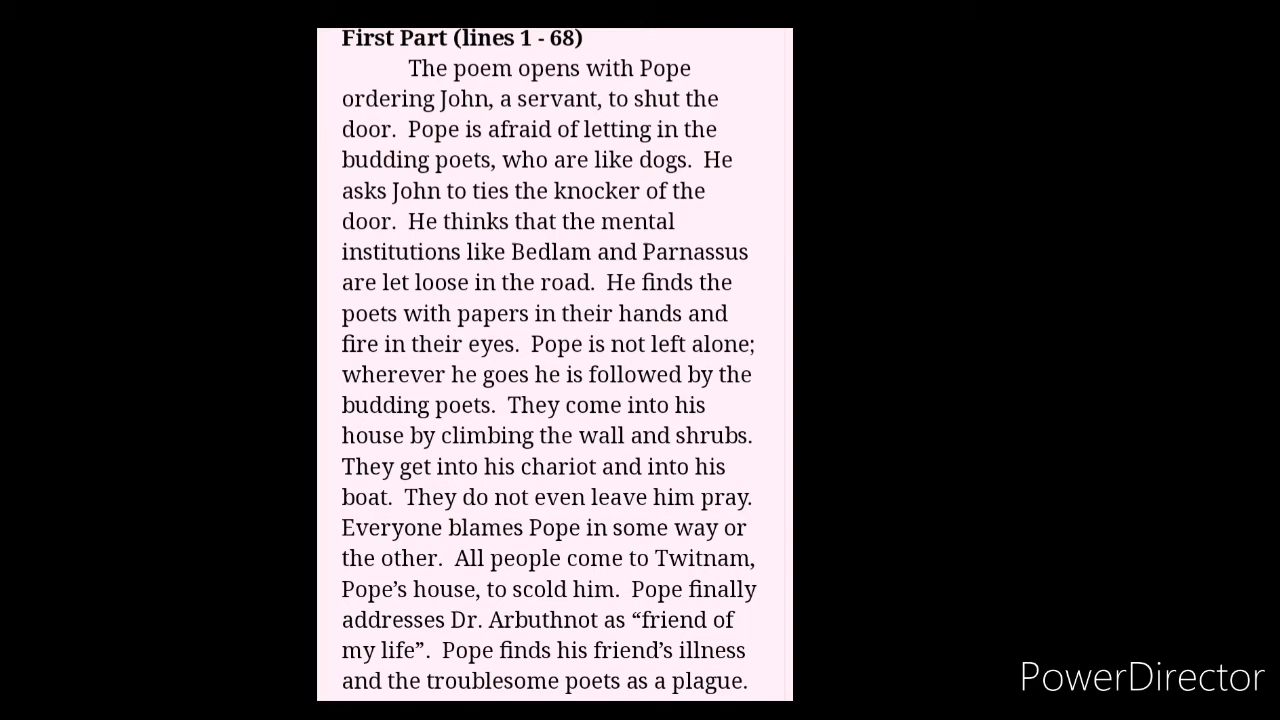 First Part (lines 1 - 68)
The poem opens with Pope
ordering John, a servant, to shut the
door.  Pope is afraid of letting in the
budding poets, who are like dogs.  He
asks John to ties the knocker of the
door.  He thinks that the mental
institutions like Bedlam and Parnassus
are let loose in the road.  He finds the
poets with papers in their hands and
fire in their eyes.  Pope is not left alone;
wherever he goes he is followed by the
budding poets.  They come into his
house by climbing the wall and shrubs.
They get into his chariot and into his
boat.  They do not even leave him pray.
Everyone blames Pope in some way or
the other.  All people come to Twitnam,
Pope’s house, to scold him.  Pope finally
addresses Dr. Arbuthnot as “friend of
my life”.  Pope finds his friend’s illness
and the troublesome poets as a plague.
PowerDirector